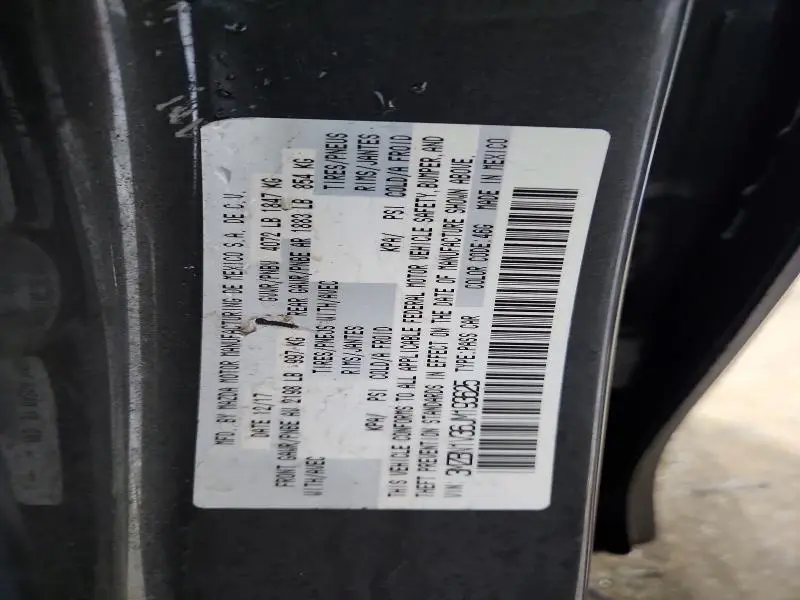 MFD. BY MAZDA MOTOR MANUFACTURING DE MEXICO S.A. DE C.V.
DATE 12/17 GVWR/PNBV 4072 LB 1847 KG
FRONT GAWR/PNBE AV 2198 LB 997 KG REAR GAWR/PNBE AR 1883 LB 854 KG
WITH/AVEC TIRES/PNEUS WITH/AVEC TIRES/PNEUS
RIMS/JANTES RIMS/JANTES
KPA/ PSI COLD/A FROID KPA/ PSI COLD/A FROID
THIS VEHICLE CONFORMS TO ALL APPLICABLE FEDERAL MOTOR VEHICLE SAFETY, BUMPER, AND
THEFT PREVENTION STANDARDS IN EFFECT ON THE DATE OF MANUFACTURE SHOWN ABOVE.
VIN: 3MZBN1V36JM193625 TYPE:PASS CAR COLOR CODE:46G MADE IN MEXICO